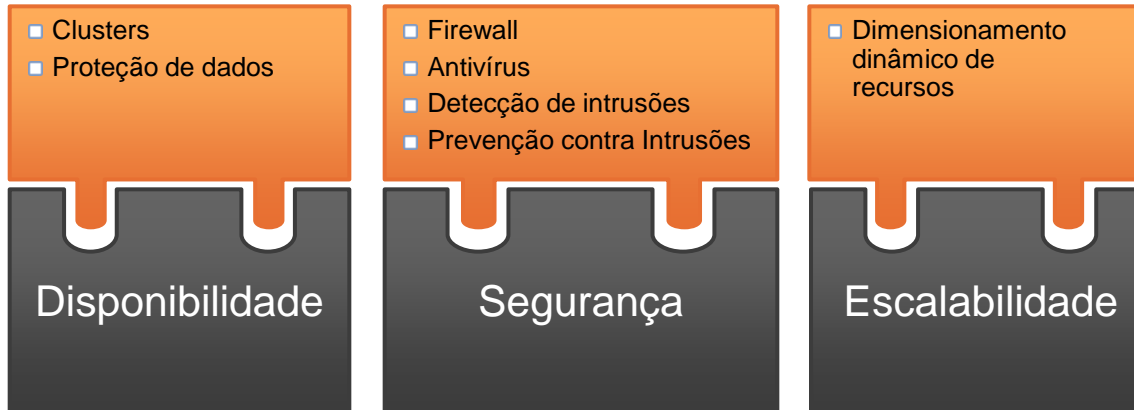 Clusters
Proteção de dados
Disponibilidade
Firewall
Antivírus
Detecção de intrusões
Prevenção contra Intrusões
Segurança
Dimensionamento
dinâmico de
recursos
Escalabilidade